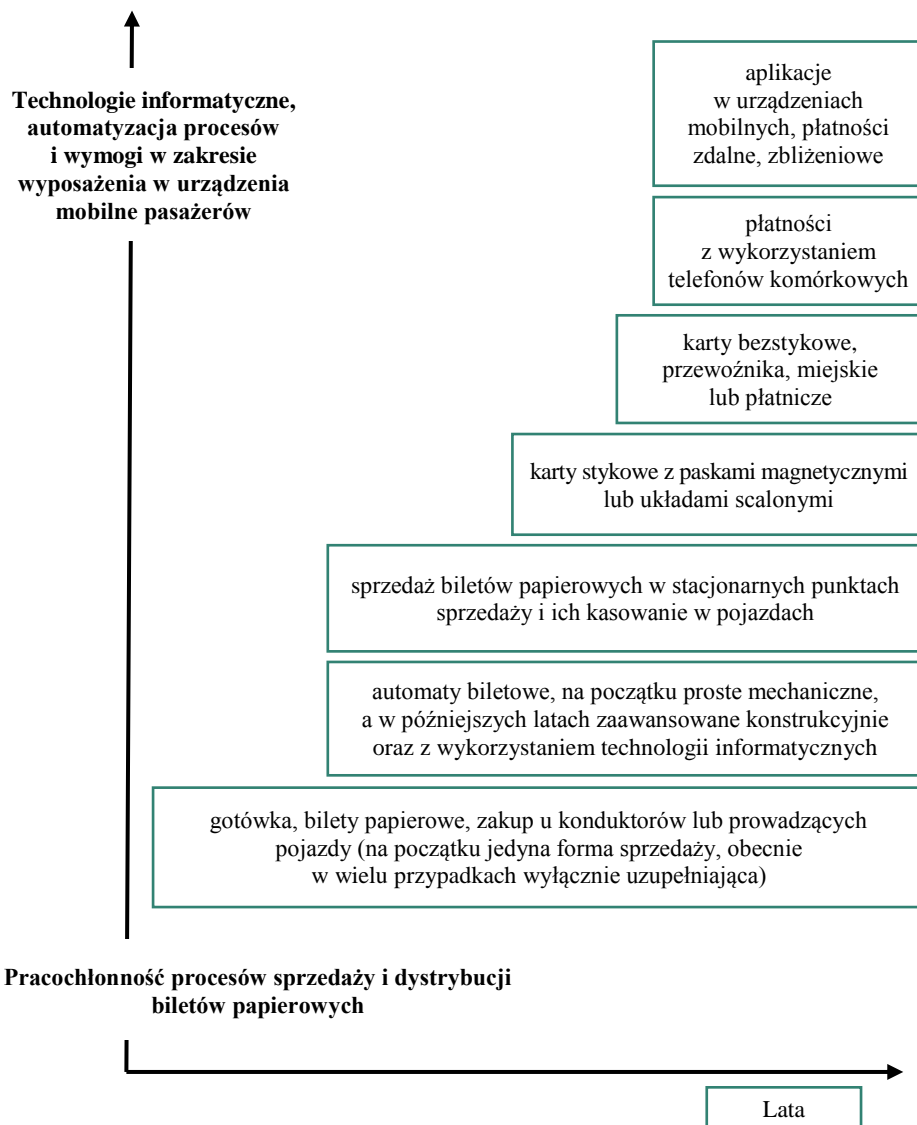 Technologie informatyczne,
automatyzacja procesów
i wymogi w zakresie
wyposażenia w urządzenia
mobilne pasażerów
aplikacje
w urządzeniach
mobilnych, płatności
zdalne, zbliżeniowe
płatności
z wykorzystaniem
telefonów komórkowych
karty bezstykowe,
przewoźnika, miejskie
lub płatnicze
karty stykowe z paskami magnetycznymi
lub układami scalonymi
sprzedaż biletów papierowych w stacjonarnych punktach
sprzedaży i ich kasowanie w pojazdach
automaty biletowe, na początku proste mechaniczne,
a w późniejszych latach zaawansowane konstrukcyjnie
oraz z wykorzystaniem technologii informatycznych
gotówka, bilety papierowe, zakup u konduktorów lub prowadzących
pojazdy (na początku jedyna forma sprzedaży, obecnie
w wielu przypadkach wyłącznie uzupełniająca)
Pracochłonność procesów sprzedaży i dystrybucji
biletów papierowych
Lata